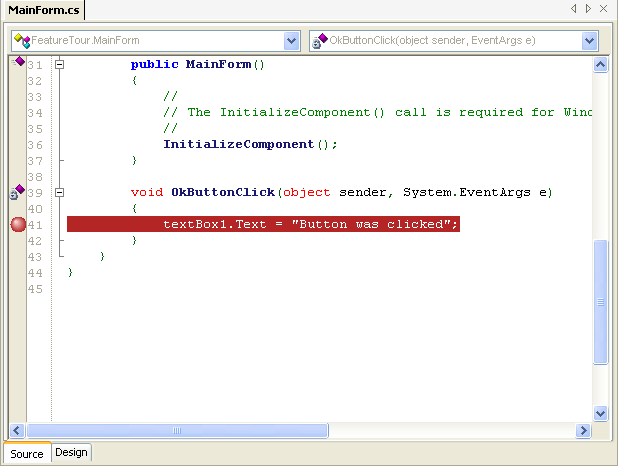 MainForm.cs
FeatureTour.MainForm
OkButtonClick(object sender, EventArgs e)
31 public MainForm()
32 {
33 //
34 // The InitializeComponent() call is required for Wind
35 //
36 InitializeComponent();
37 }
38
39 void OkButtonClick(object sender, System.EventArgs e)
40 {
41 textBox1.Text = "Button was clicked";
42 }
43 }
44 }
45
Source Design